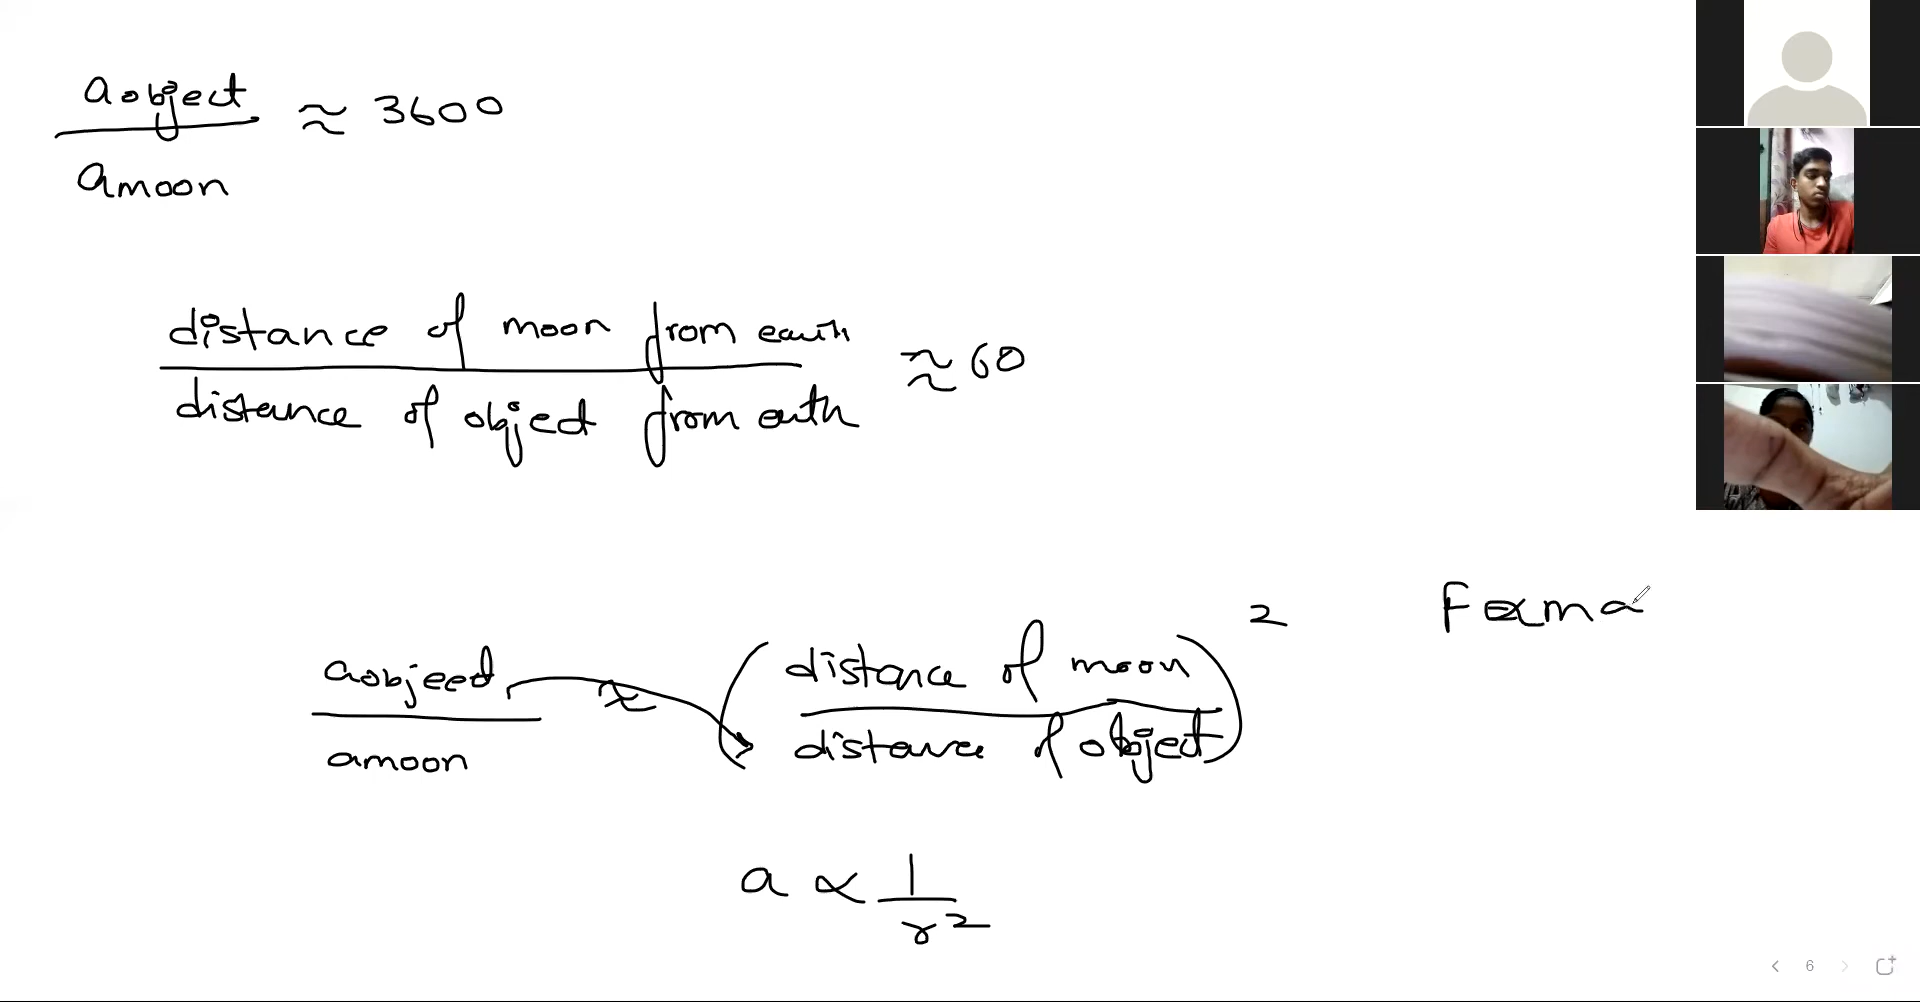 aobject
≈ 3600
amoon
distance of moon from earth
≈ 60
distance of object from earth
F∝ma
aobject ≈ (distance of moon / distance of object)²
amoon
a ∝ 1/r²
6